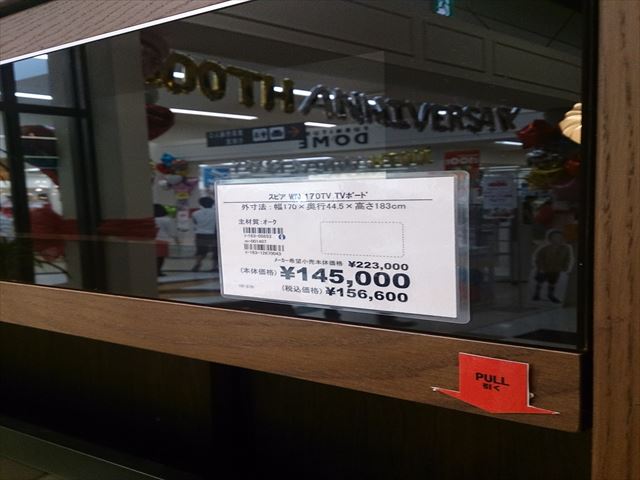 OOTH ANNIVERSARY
DOME
スピア WTJ 170TV TVボード
外寸法：幅170×奥行44.5×高さ183cm
主材質：オーク
メーカー希望小売本体価格 ¥223,000
(本体価格) ¥145,000
(税込価格) ¥156,600
PULL
引く